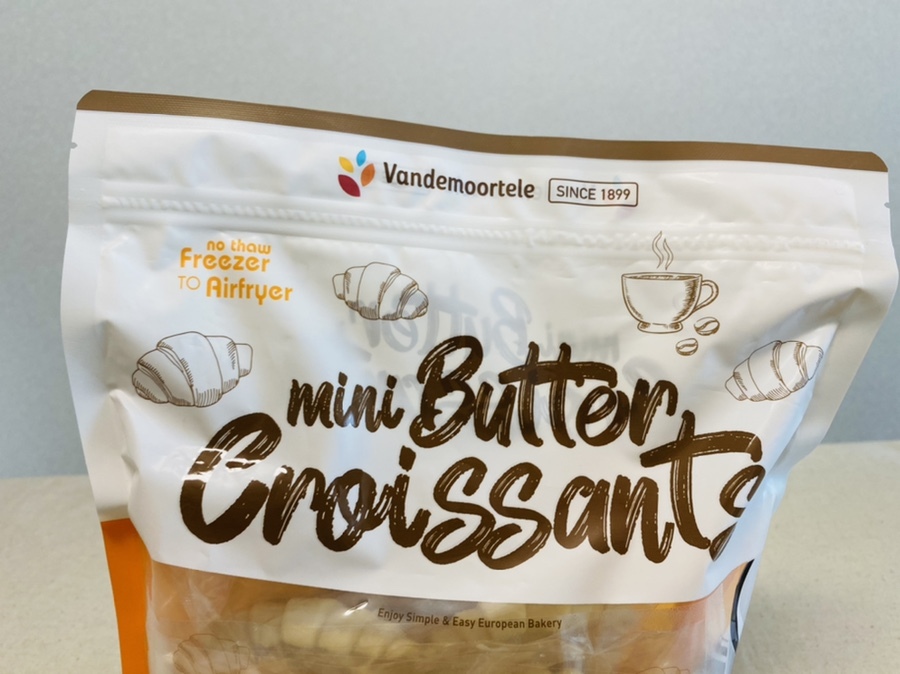 Vandemoortele
SINCE 1899
no thaw
Freezer
TO Airfryer
mini Butter
Croissants
Enjoy Simple & Easy European Bakery